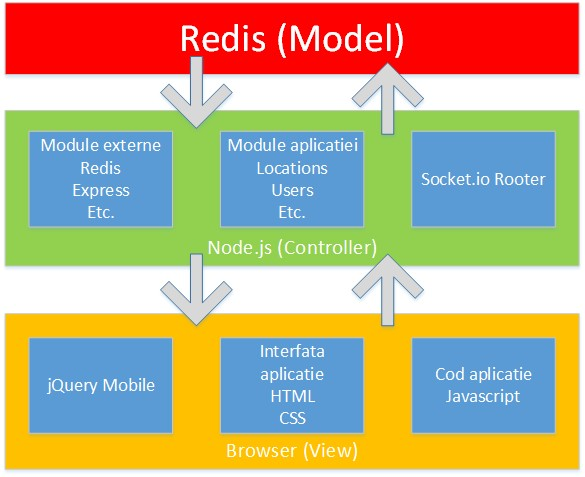 Redis (Model)
Module externe
Redis
Express
Etc.
Module aplicatiei
Locations
Users
Etc.
Socket.io Rooter
Node.js (Controller)
jQuery Mobile
Interfata
aplicatie
HTML
CSS
Cod aplicatie
Javascript
Browser (View)